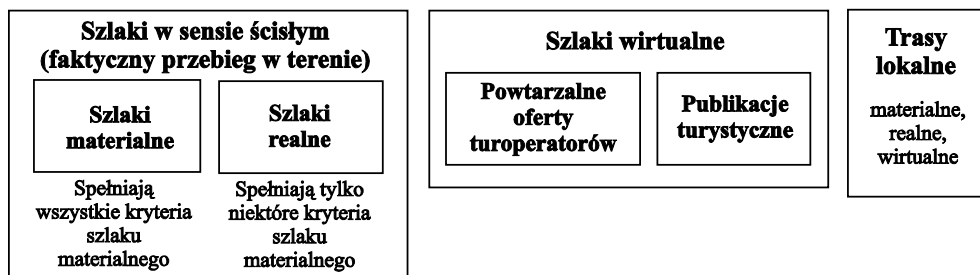 Szlaki w sensie ścisłym
(faktyczny przebieg w terenie)
Szlaki
materialne
Spełniają
wszystkie kryteria
szlaku
materialnego
Szlaki
realne
Spełniają tylko
niektóre kryteria
szlaku
materialnego
Szlaki wirtualne
Powtarzalne
oferty
turoperatorów
Publikacje
turystyczne
Trasy
lokalne
materialne,
realne,
wirtualne